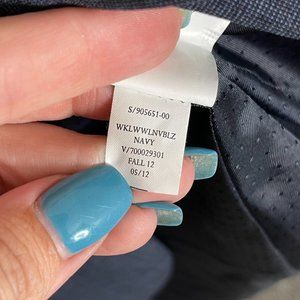 S/905651-00
WKLWWLNVBLZ
NAVY
V/700029301
FALL 12
05/12